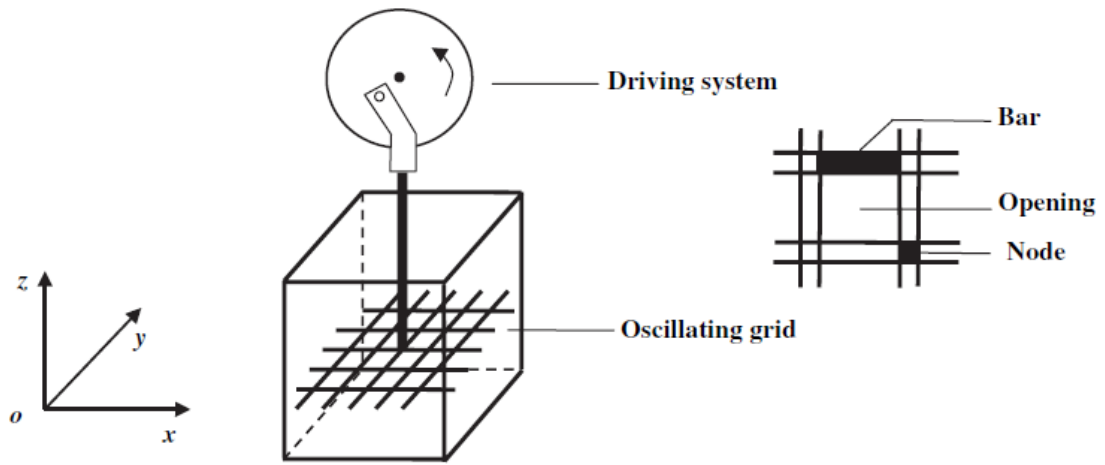 Driving system
Bar
Opening
Node
Oscillating grid
z
y
o
x